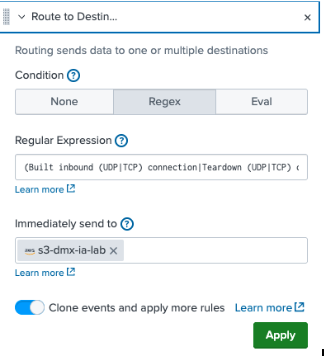 Route to Destin...
Routing sends data to one or multiple destinations
Condition
None Regex Eval
Regular Expression
(Built inbound (UDP|TCP) connection|Teardown (UDP|TCP) c
Learn more
Immediately send to
aws s3-dmx-ia-lab ×
Learn more
Clone events and apply more rules Learn more
Apply